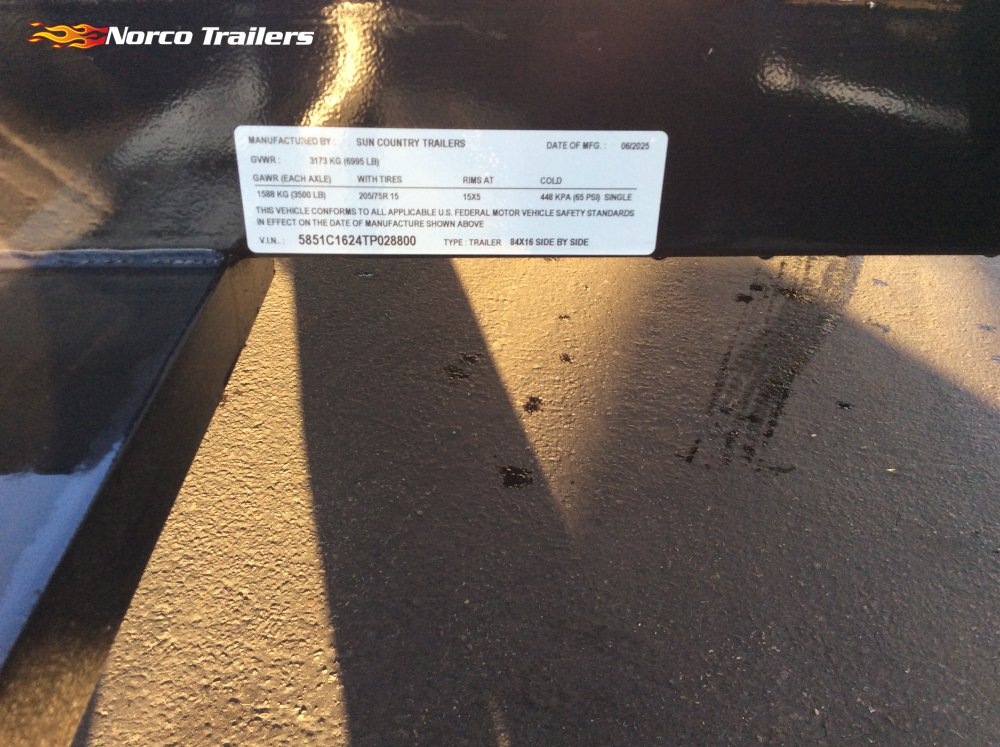 Norco Trailers
MANUFACTURED BY : SUN COUNTRY TRAILERS DATE OF MFG. : 06/2025
GVWR : 3173 KG (6995 LB)
GAWR (EACH AXLE) WITH TIRES RIMS AT COLD
1588 KG (3500 LB) 205/75R 15 15X5 448 KPA (65 PSI) SINGLE
THIS VEHICLE CONFORMS TO ALL APPLICABLE U.S. FEDERAL MOTOR VEHICLE SAFETY STANDARDS
IN EFFECT ON THE DATE OF MANUFACTURE SHOWN ABOVE
V.I.N.. : 5851C1624TP028800 TYPE : TRAILER 84X16 SIDE BY SIDE